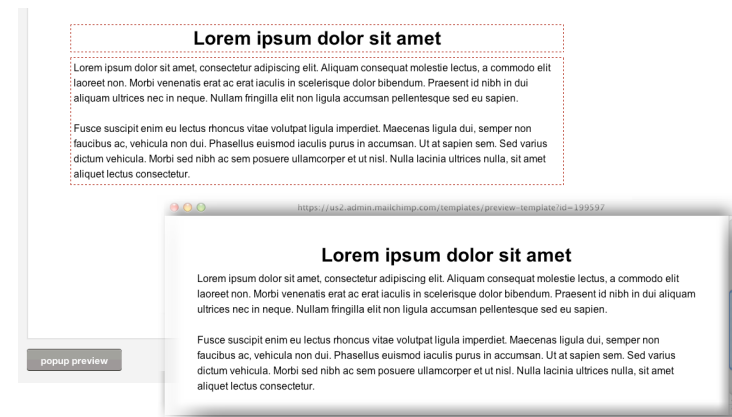 Lorem ipsum dolor sit amet
Lorem ipsum dolor sit amet, consectetur adipiscing elit. Aliquam consequat molestie lectus, a commodo elit
laoreet non. Morbi venenatis erat ac erat iaculis in scelerisque dolor bibendum. Praesent id nibh in dui
aliquam ultrices nec in neque. Nullam fringilla elit non ligula accumsan pellentesque sed eu sapien.
Fusce suscipit enim eu lectus rhoncus vitae volutpat ligula imperdiet. Maecenas ligula dui, semper non
faucibus ac, vehicula non dui. Phasellus euismod iaculis purus in accumsan. Ut at sapien sem. Sed varius
dictum vehicula. Morbi sed nibh ac sem posuere ullamcorper et ut nisl. Nulla lacinia ultrices nulla, sit amet
aliquet lectus consectetur.
https://us2.admin.mailchimp.com/templates/preview-template?id=199597
Lorem ipsum dolor sit amet
Lorem ipsum dolor sit amet, consectetur adipiscing elit. Aliquam consequat molestie lectus, a commodo elit
laoreet non. Morbi venenatis erat ac erat iaculis in scelerisque dolor bibendum. Praesent id nibh in dui aliquam
ultrices nec in neque. Nullam fringilla elit non ligula accumsan pellentesque sed eu sapien.
Fusce suscipit enim eu lectus rhoncus vitae volutpat ligula imperdiet. Maecenas ligula dui, semper non
faucibus ac, vehicula non dui. Phasellus euismod iaculis purus in accumsan. Ut at sapien sem. Sed varius
dictum vehicula. Morbi sed nibh ac sem posuere ullamcorper et ut nisl. Nulla lacinia ultrices nulla, sit amet
aliquet lectus consectetur.
popup preview